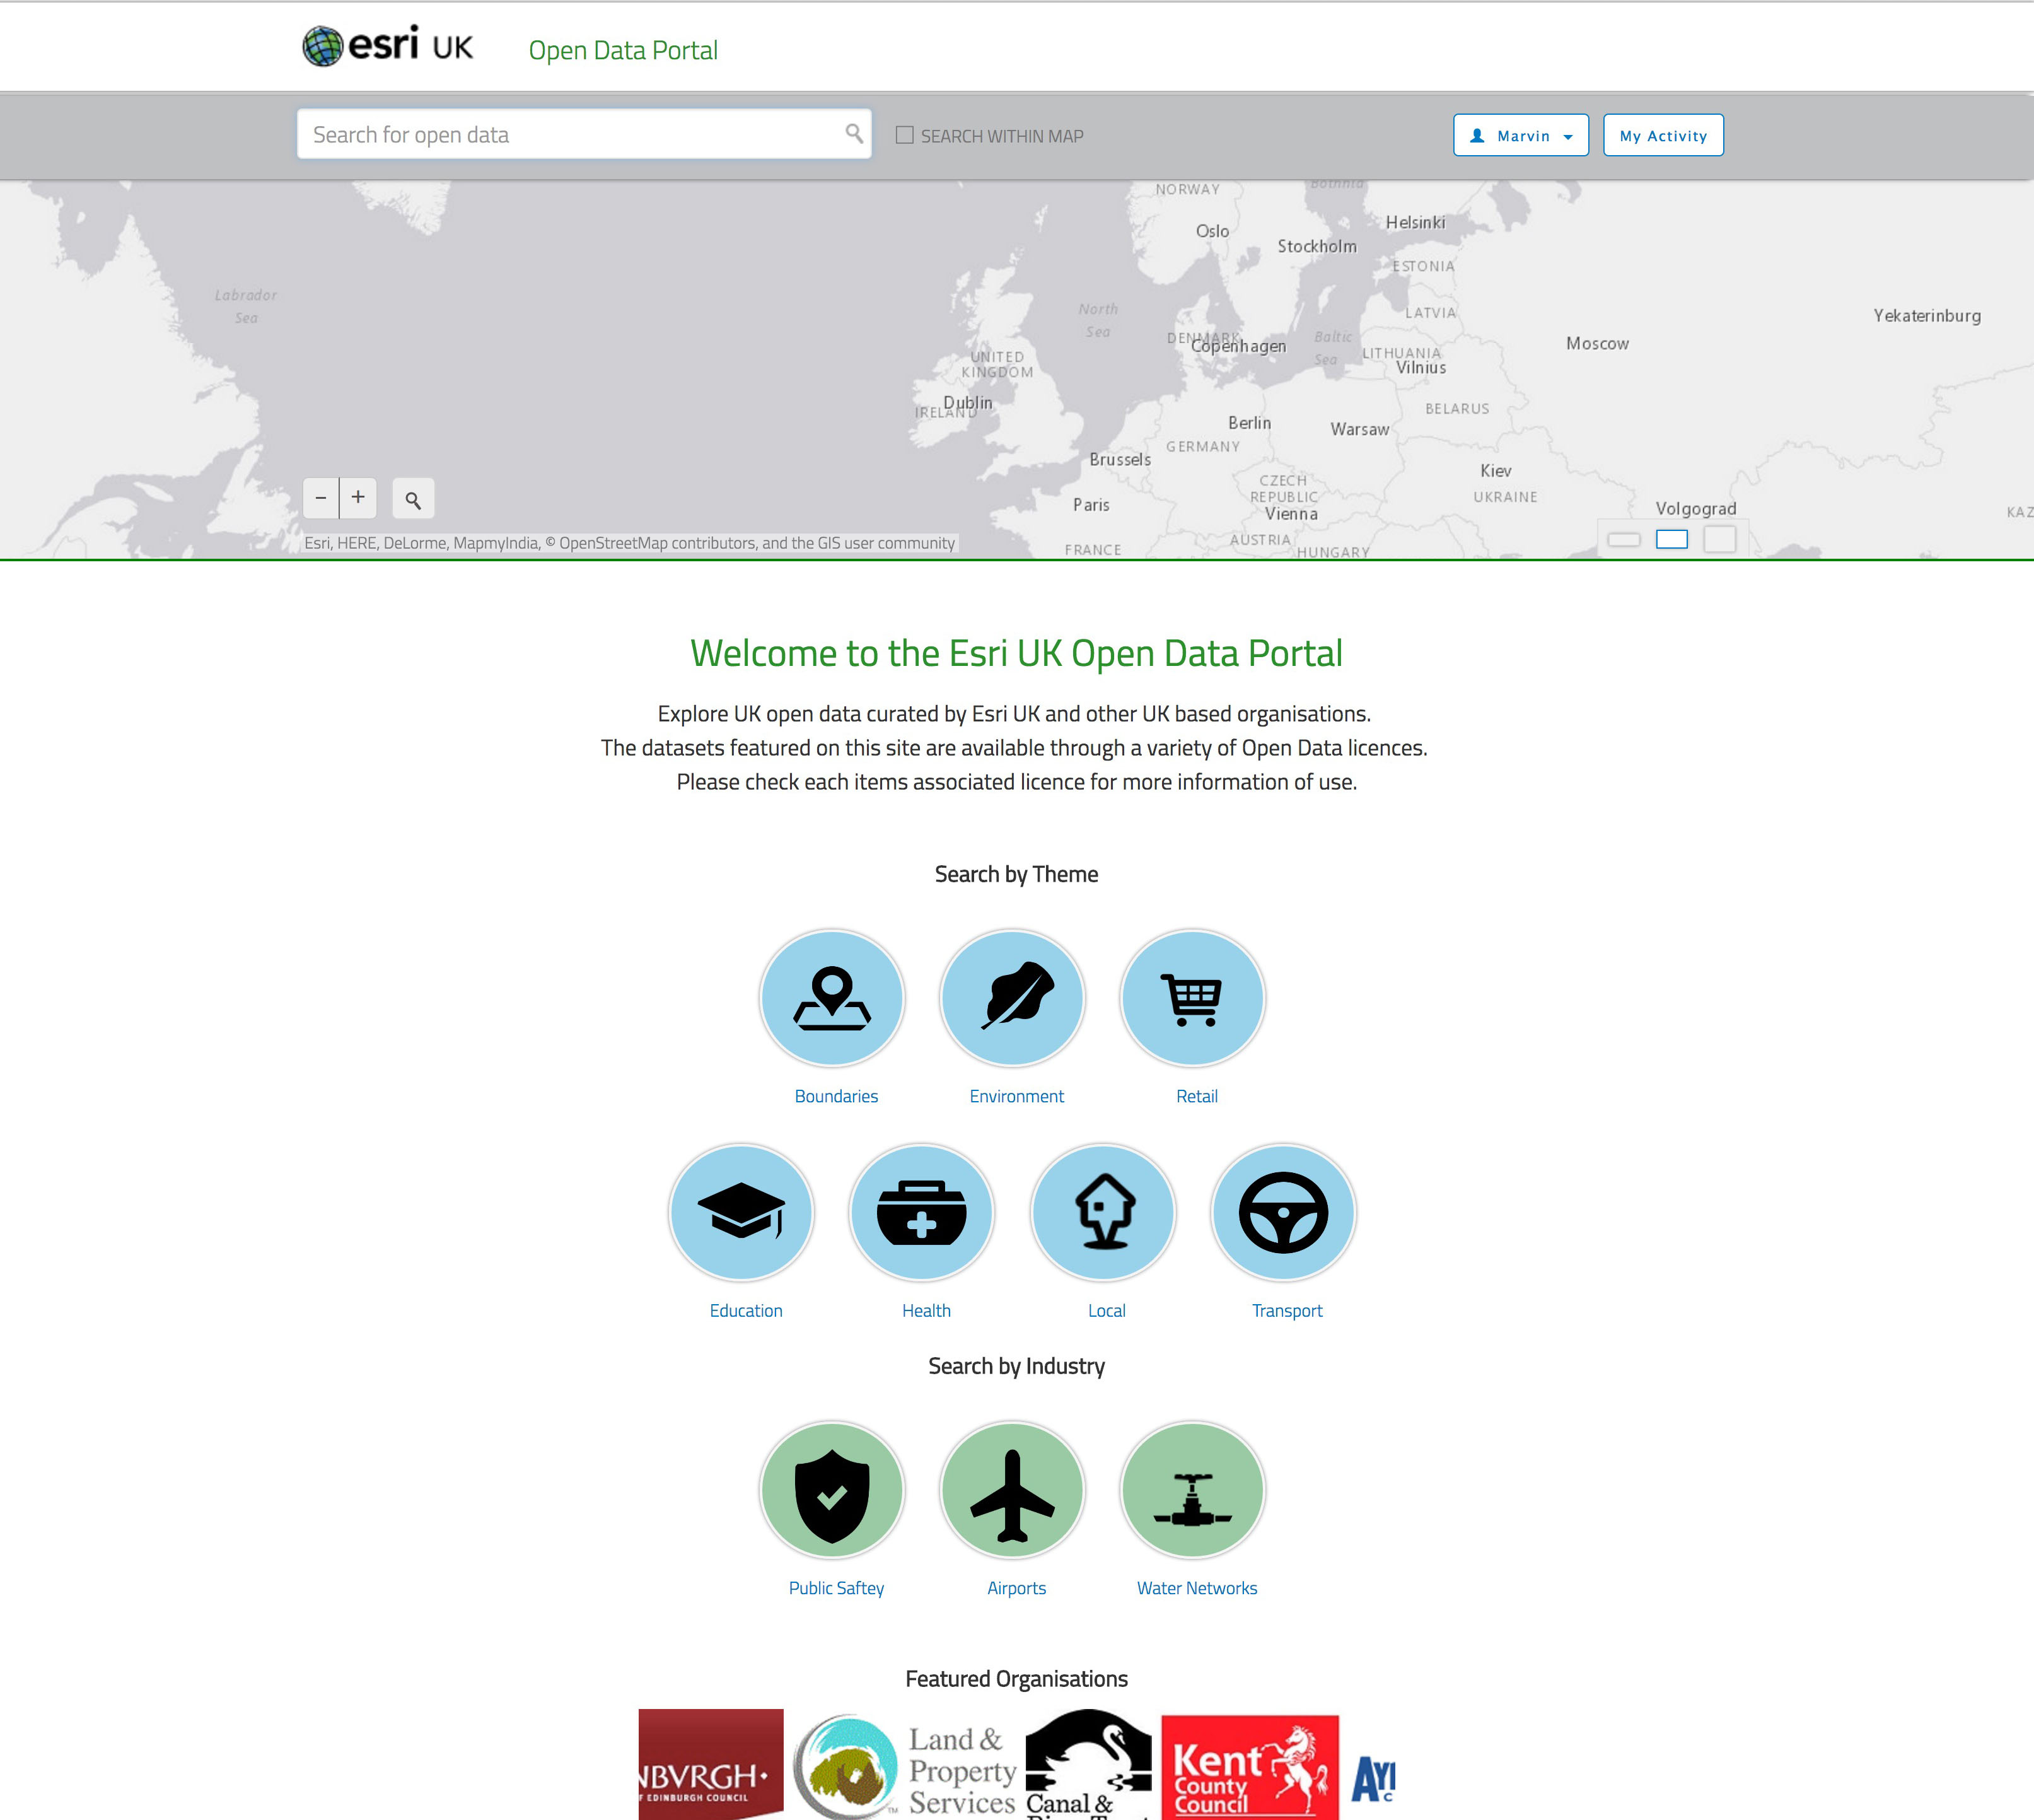 esri UK
Open Data Portal
Search for open data
SEARCH WITHIN MAP
Marvin
My Activity
NORWAY
Bothnia
Helsinki
Oslo
Stockholm
ESTONIA
Labrador
Sea
North
Sea
LATVIA
Yekaterinburg
DENMARK
Copenhagen
Baltic
Sea
Moscow
LITHUANIA
Vilnius
UNITED
KINGDOM
Dublin
IRELAND
BELARUS
Berlin
Warsaw
GERMANY
Brussels
Kiev
CZECH
REPUBLIC
UKRAINE
Paris
Vienna
Volgograd
KAZ
AUSTRIA
FRANCE
HUNGARY
− +
Esri, HERE, DeLorme, MapmyIndia, © OpenStreetMap contributors, and the GIS user community
Welcome to the Esri UK Open Data Portal
Explore UK open data curated by Esri UK and other UK based organisations.
The datasets featured on this site are available through a variety of Open Data licences.
Please check each items associated licence for more information of use.
Search by Theme
Boundaries
Environment
Retail
Education
Health
Local
Transport
Search by Industry
Public Saftey
Airports
Water Networks
Featured Organisations
NBVRGH•
F EDINBURGH COUNCIL
Land &
Property
Services
TM
Canal &
Kent
County
Council
AYL
C